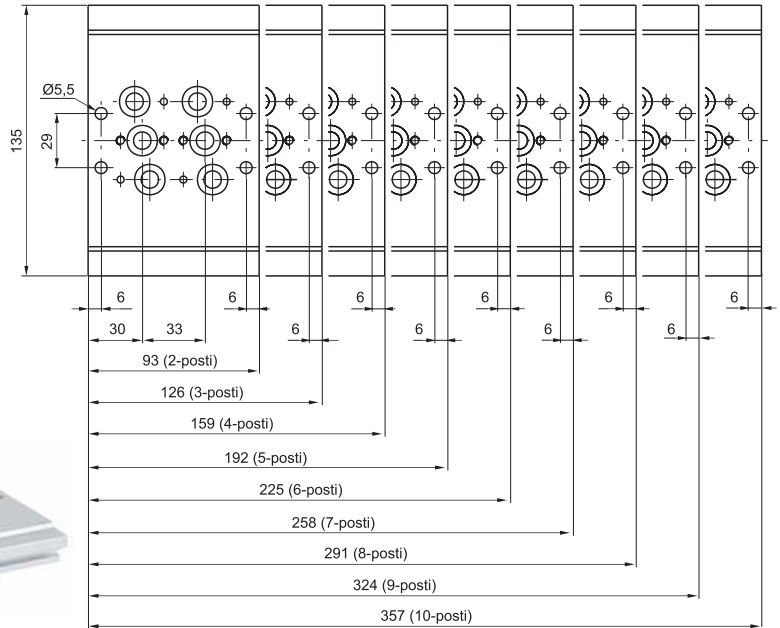 Ø5,5
135
29
6
6
6
6
6
30
33
6
6
6
6
93 (2-posti)
126 (3-posti)
159 (4-posti)
192 (5-posti)
225 (6-posti)
258 (7-posti)
291 (8-posti)
324 (9-posti)
357 (10-posti)
6